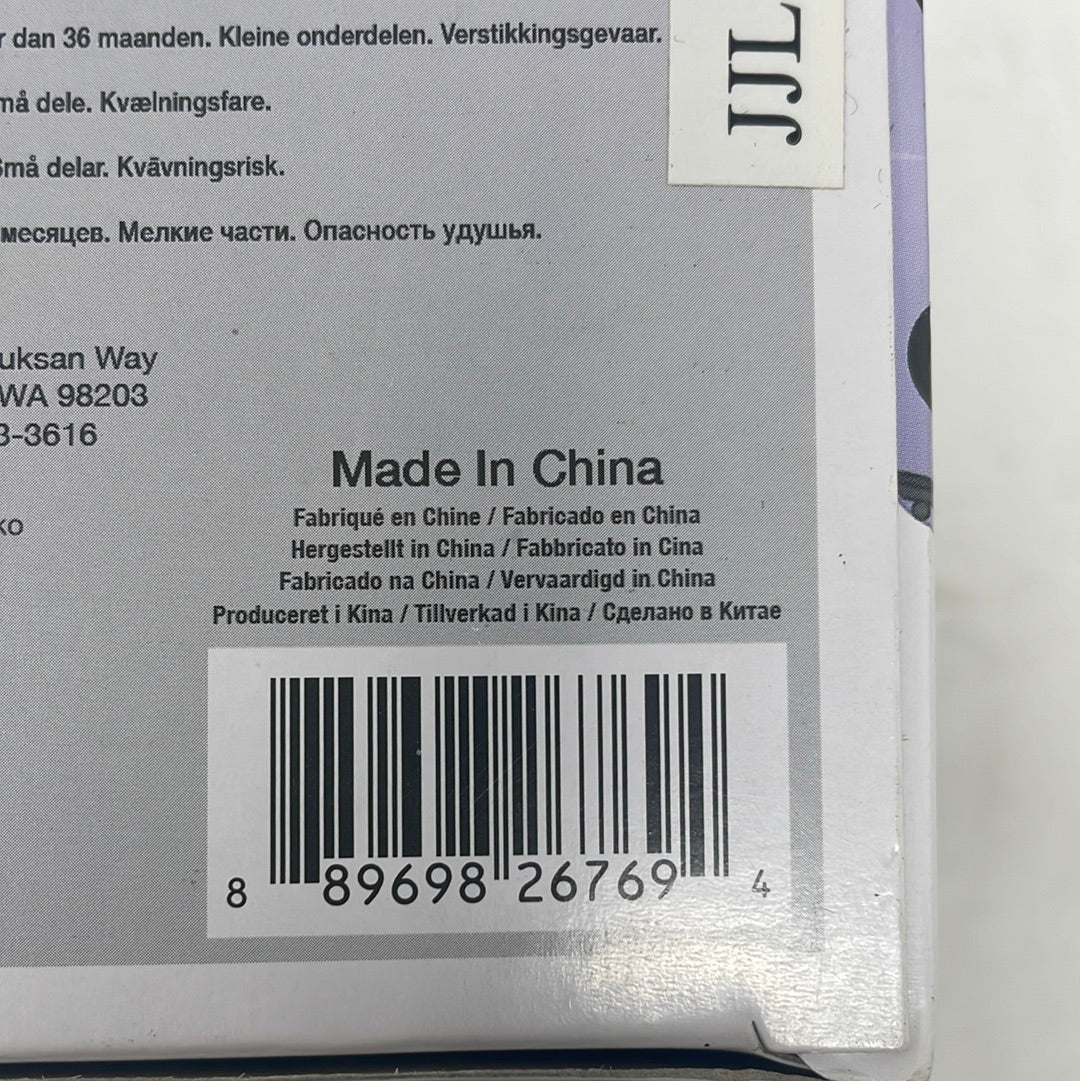 dan 36 maanden. Kleine onderdelen. Verstikkingsgevaar.
JJL
må dele. Kvælningsfare.
Små delar. Kvävningsrisk.
месяцев. Мелкие части. Опасность удушья.
uksan Way
WA 98203
3-3616
Made In China
ko
Fabriqué en Chine / Fabricado en China
Hergestellt in China / Fabbricato in Cina
Fabricado na China / Vervaardigd in China
Produceret i Kina / Tillverkad i Kina / Сделано в Китае
8 89698 26769 4